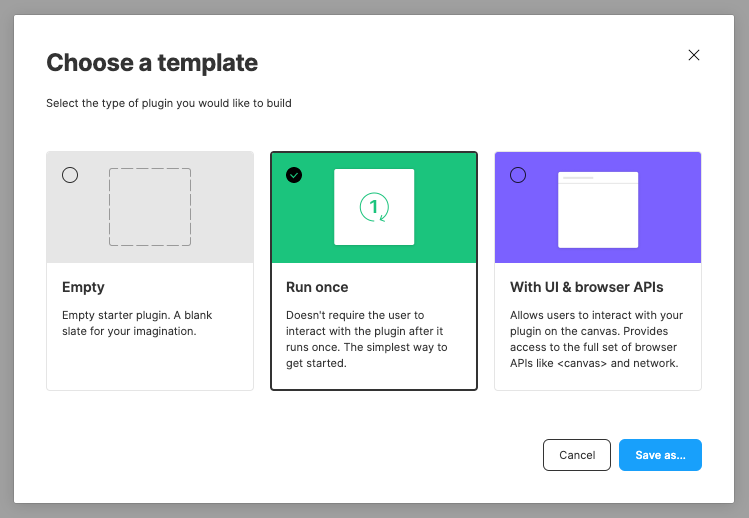 Choose a template
Select the type of plugin you would like to build
1
Empty
Empty starter plugin. A blank
slate for your imagination.
Run once
Doesn't require the user to
interact with the plugin after it
runs once. The simplest way to
get started.
With UI & browser APIs
Allows users to interact with your
plugin on the canvas. Provides
access to the full set of browser
APIs like <canvas> and network.
Cancel
Save as...